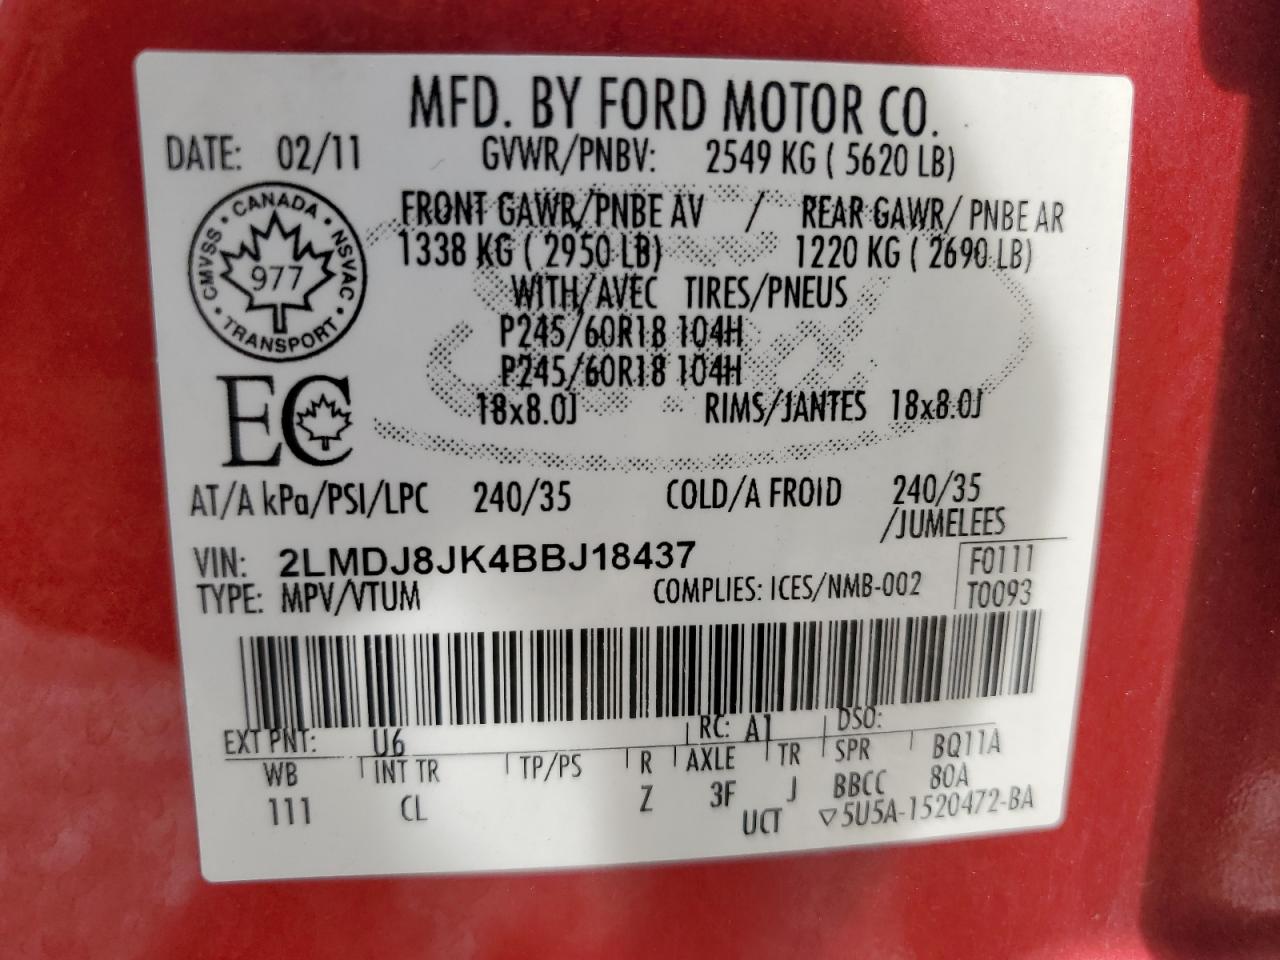 MFD. BY FORD MOTOR CO.
DATE: 02/11 GVWR/PNBV: 2549 KG ( 5620 LB)
CANADA
CMVSS NSVAC
977
TRANSPORT
FRONT GAWR/PNBE AV / REAR GAWR/ PNBE AR
1338 KG ( 2950 LB) 1220 KG ( 2690 LB)
WITH/AVEC TIRES/PNEUS
P245/60R18 104H
P245/60R18 104H
18x8.0J RIMS/JANTES 18x8.0J
EC
AT/A kPa/PSI/LPC 240/35 COLD/A FROID 240/35
/JUMELEES
VIN: 2LMDJ8JK4BBJ18437 F0111
TYPE: MPV/VTUM COMPLIES: ICES/NMB-002 T0093
EXT PNT: U6 RC: A1 DSO:
WB INT TR TP/PS R AXLE TR SPR BQ11A
111 CL Z 3F J BBCC 80A
UCT ▽5U5A-1520472-BA